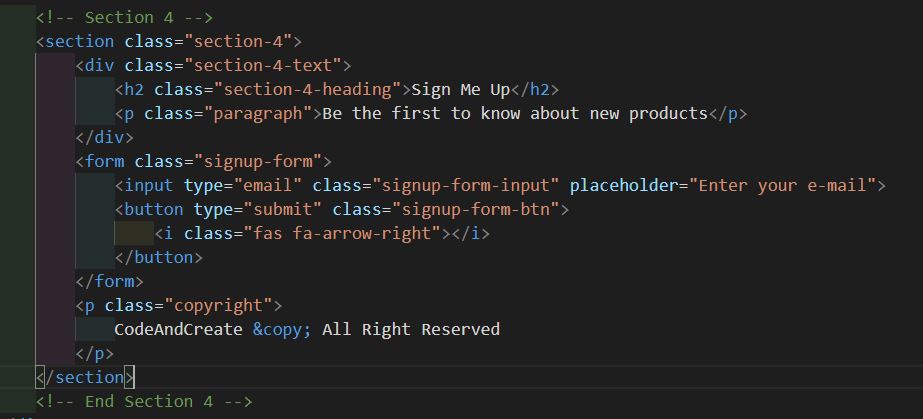 <!-- Section 4 -->
<section class="section-4">
<div class="section-4-text">
<h2 class="section-4-heading">Sign Me Up</h2>
<p class="paragraph">Be the first to know about new products</p>
</div>
<form class="signup-form">
<input type="email" class="signup-form-input" placeholder="Enter your e-mail">
<button type="submit" class="signup-form-btn">
<i class="fas fa-arrow-right"></i>
</button>
</form>
<p class="copyright">
CodeAndCreate &copy; All Right Reserved
</p>
</section>
<!-- End Section 4 -->